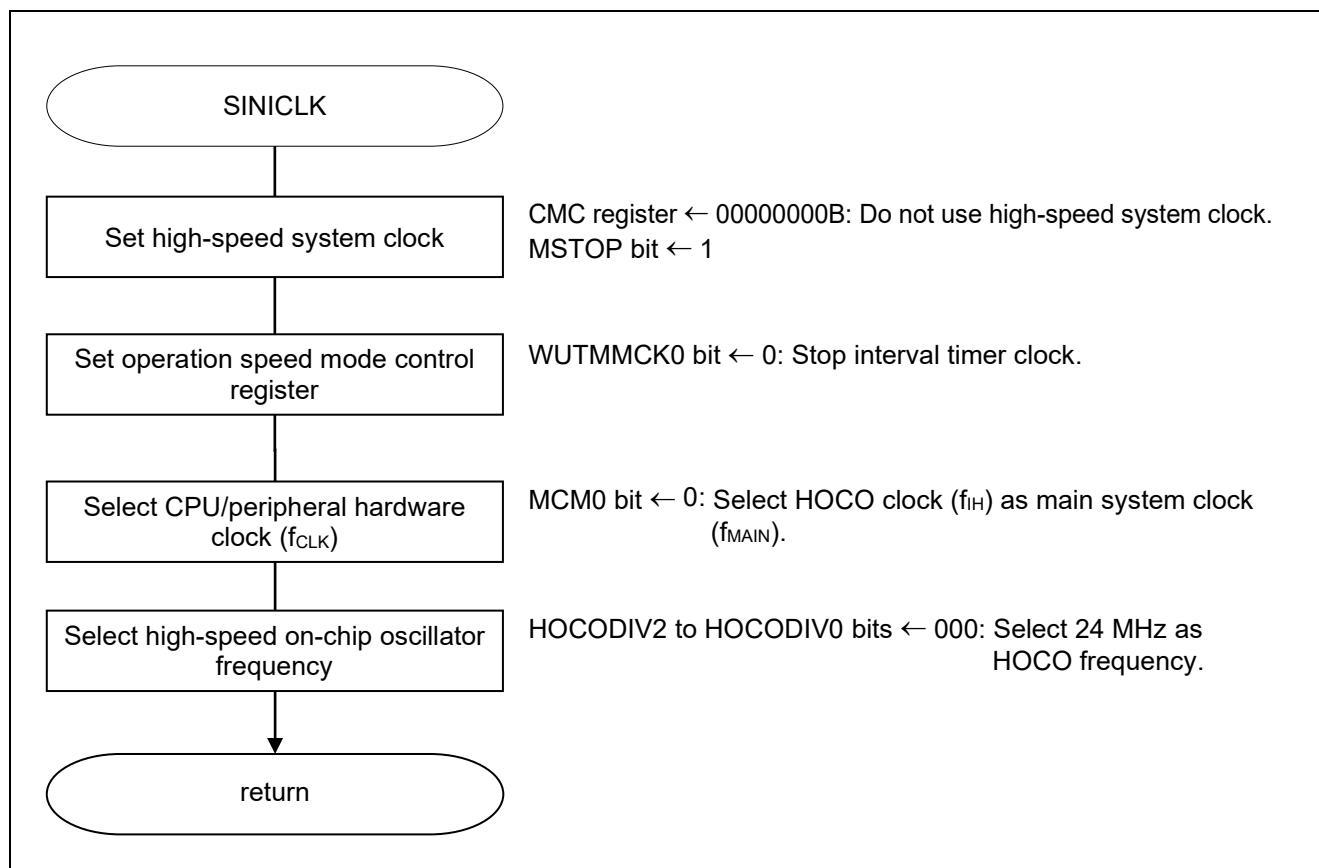 SINICLK
Set high-speed system clock
CMC register ← 00000000B: Do not use high-speed system clock.
MSTOP bit ← 1
Set operation speed mode control
register
WUTMMCK0 bit ← 0: Stop interval timer clock.
Select CPU/peripheral hardware
clock (fCLK)
MCM0 bit ← 0: Select HOCO clock (fIH) as main system clock
(fMAIN).
Select high-speed on-chip oscillator
frequency
HOCODIV2 to HOCODIV0 bits ← 000: Select 24 MHz as
HOCO frequency.
return